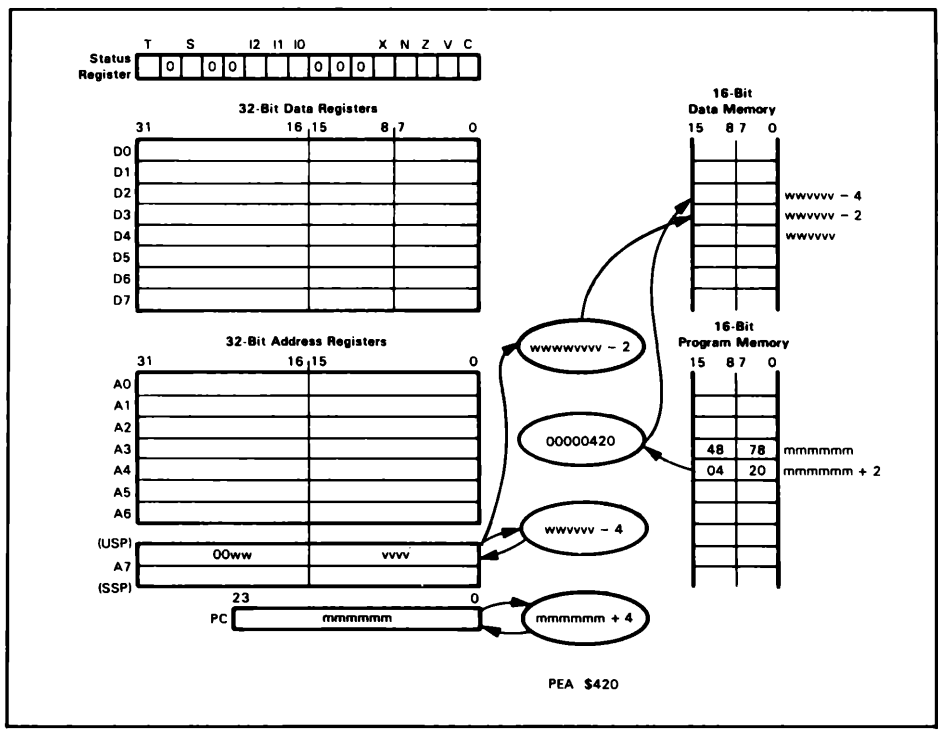 T S I2 I1 I0 X N Z V C
Status Register 0 0 0 0 0 0
32-Bit Data Registers
31 16 15 8 7 0
D0
D1
D2
D3
D4
D5
D6
D7
16-Bit
Data Memory
15 8 7 0
wwvvvv - 4
wwvvvv - 2
wwvvvv
32-Bit Address Registers
31 16 15 0
A0
A1
A2
A3
A4
A5
A6
(USP)
A7 00ww vvvv
(SSP)
23 0
PC mmmmmm
wwwwvvvv - 2
00000420
wwvvvv - 4
mmmmmm + 4
16-Bit
Program Memory
15 8 7 0
48 78 mmmmmm
04 20 mmmmmm + 2
PEA $420